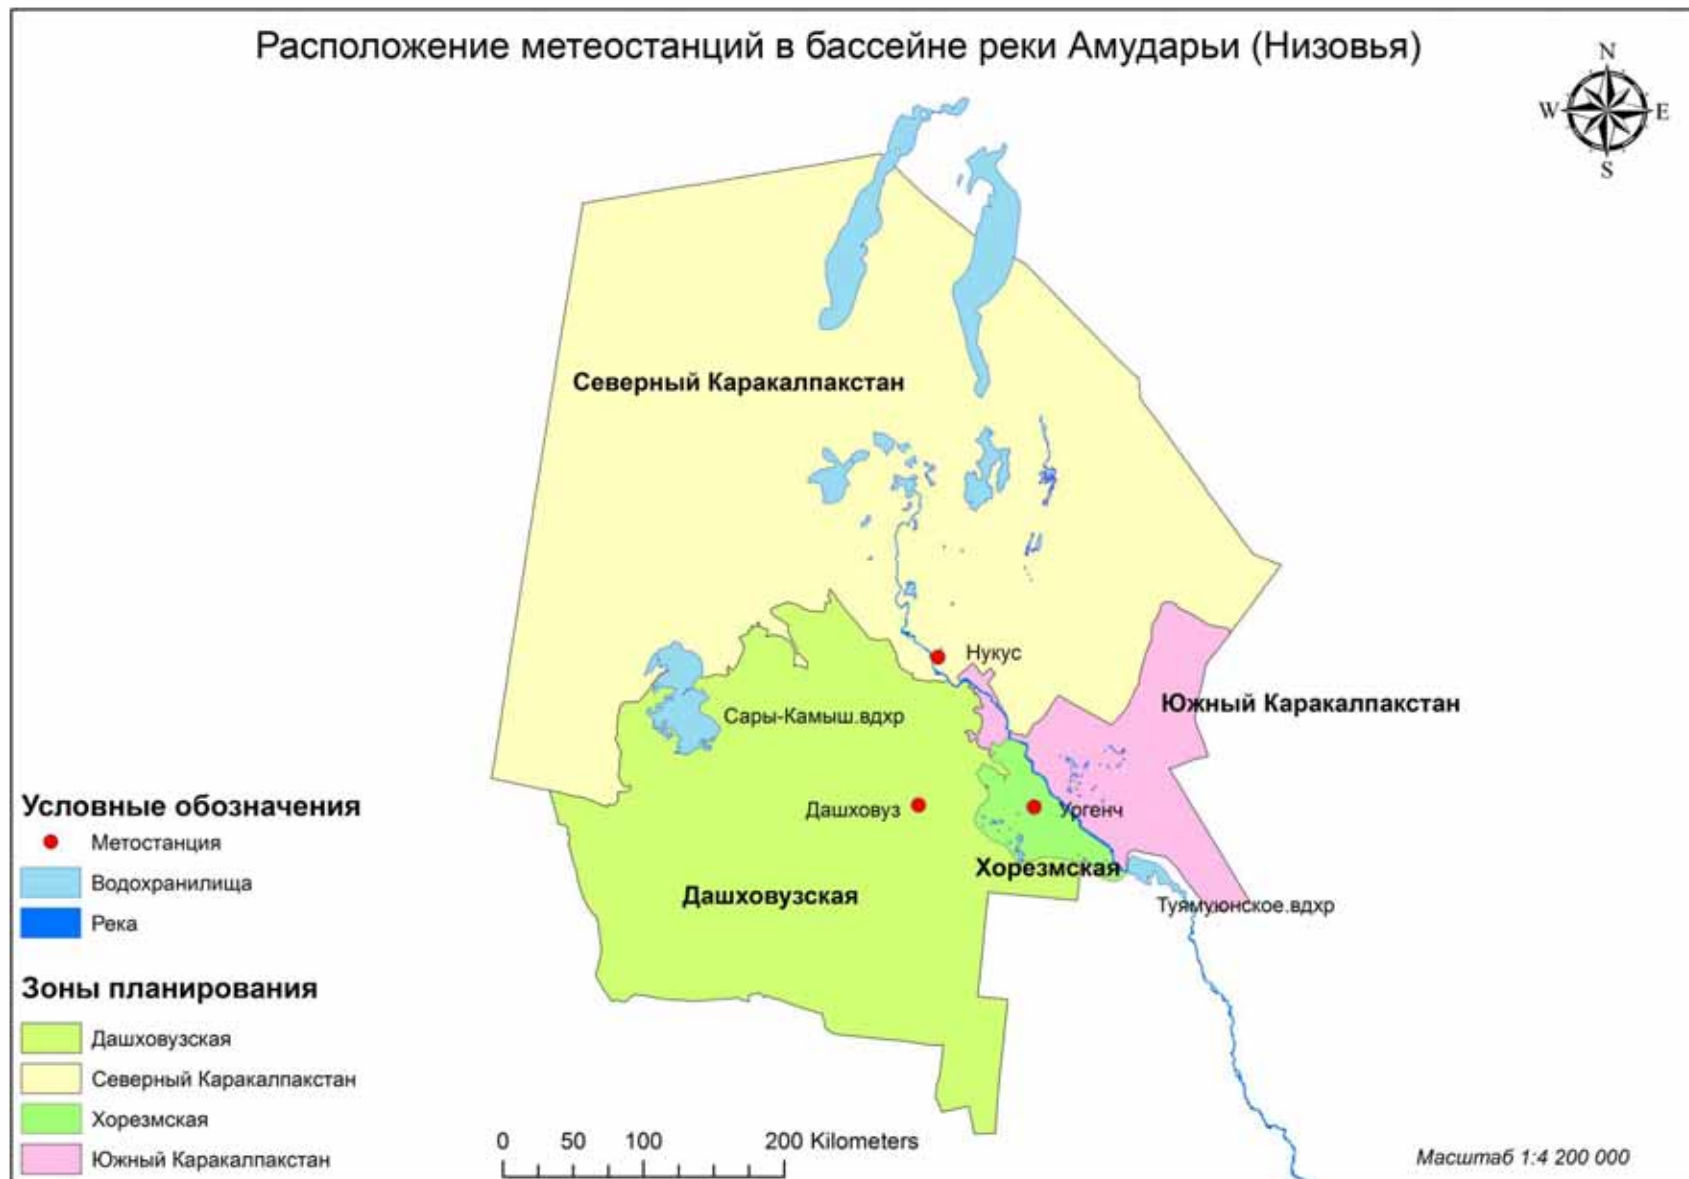 Расположение метеостанций в бассейне реки Амударьи (Низовья)
N
W
E
S
Северный Каракалпакстан
Нукус
Южный Каракалпакстан
Сары-Камыш.вдхр
Дашховуз
Ургенч
Хорезмская
Дашховузская
Туямуюнское.вдхр
Условные обозначения
Метостанция
Водохранилища
Река
Зоны планирования
Дашховузская
Северный Каракалпакстан
Хорезмская
Южный Каракалпакстан
0 50 100 200 Kilometers
Масштаб 1:4 200 000